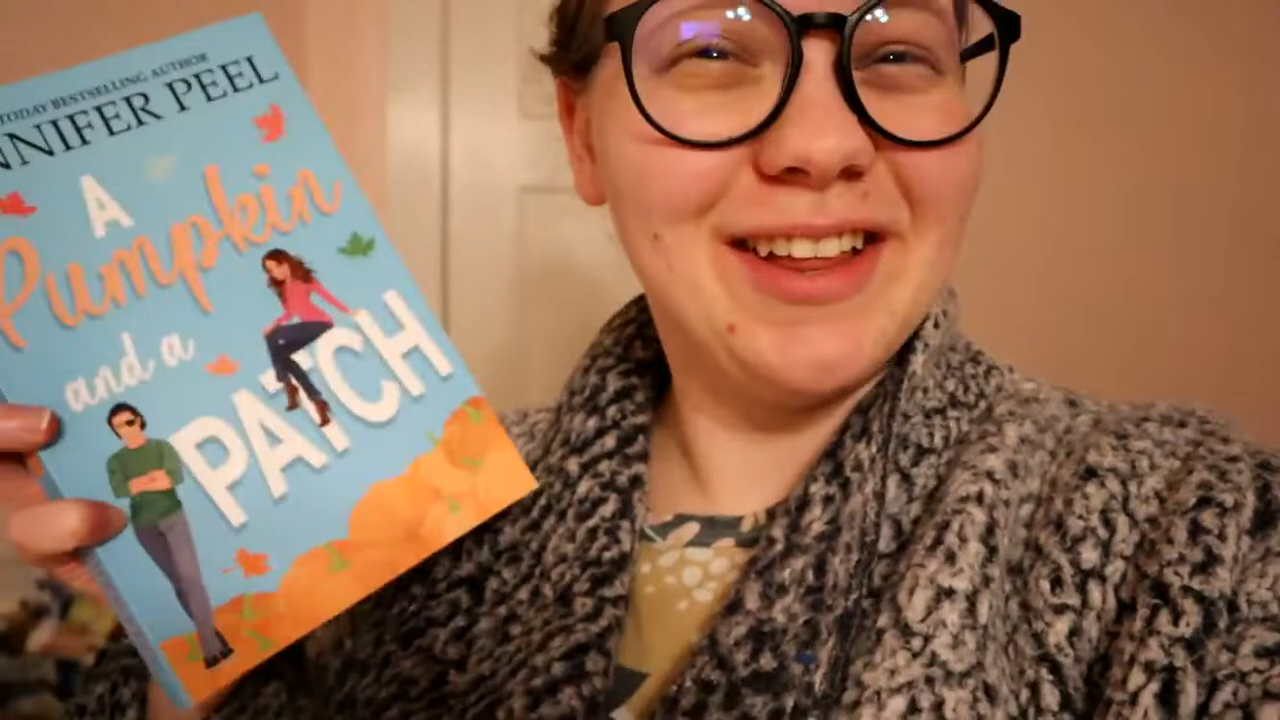 TODAY BESTSELLING AUTHOR
NNIFER PEEL
A
Pumpkin
and a
PATCH